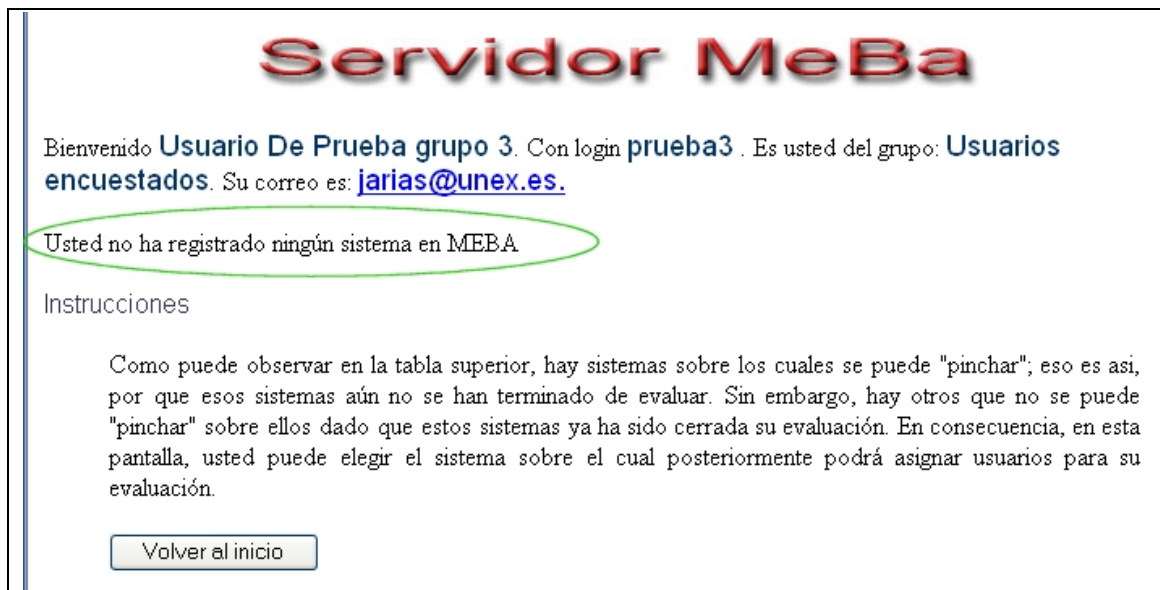 Servidor MeBa
Bienvenido Usuario De Prueba grupo 3. Con login prueba3 . Es usted del grupo: Usuarios
encuestados. Su correo es: jarias@unex.es.
Usted no ha registrado ningún sistema en MEBA
Instrucciones
Como puede observar en la tabla superior, hay sistemas sobre los cuales se puede "pinchar"; eso es asi,
por que esos sistemas aún no se han terminado de evaluar. Sin embargo, hay otros que no se puede
"pinchar" sobre ellos dado que estos sistemas ya ha sido cerrada su evaluación. En consecuencia, en esta
pantalla, usted puede elegir el sistema sobre el cual posteriormente podrá asignar usuarios para su
evaluación.
Volver al inicio